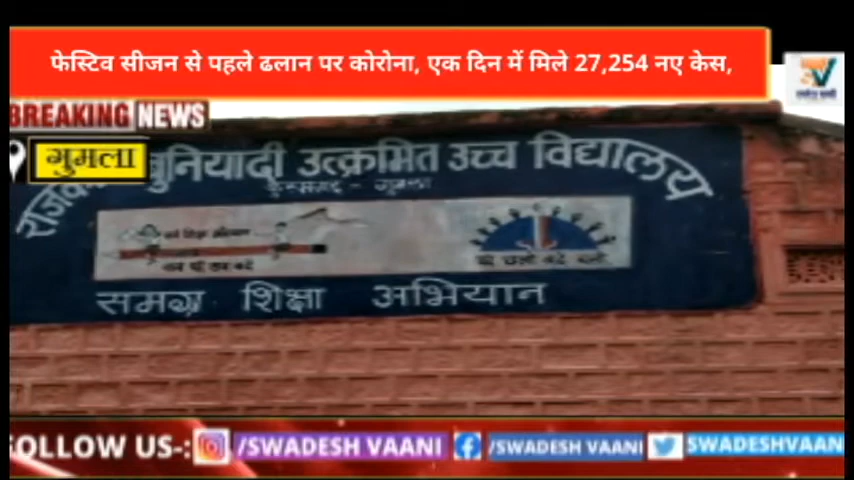 फेस्टिव सीजन से पहले ढलान पर कोरोना, एक दिन में मिले 27,254 नए केस,
BREAKING NEWS
गुमला
बुनियादी उत्क्रमित उच्च विद्यालय
गुमला
समग्र शिक्षा अभियान
FOLLOW US-: /SWADESH VAANI /SWADESH VAANI SWADESHVAAN